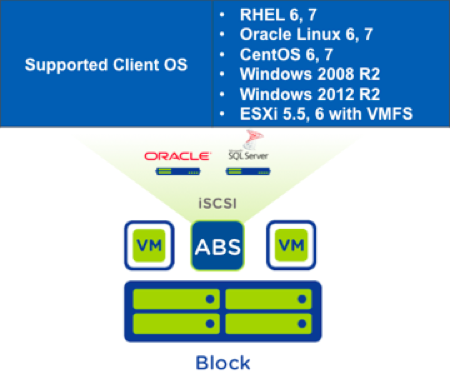 Supported Client OS
• RHEL 6, 7
• Oracle Linux 6, 7
• CentOS 6, 7
• Windows 2008 R2
• Windows 2012 R2
• ESXi 5.5, 6 with VMFS
ORACLE
SQL Server
iSCSI
VM
ABS
VM
Block